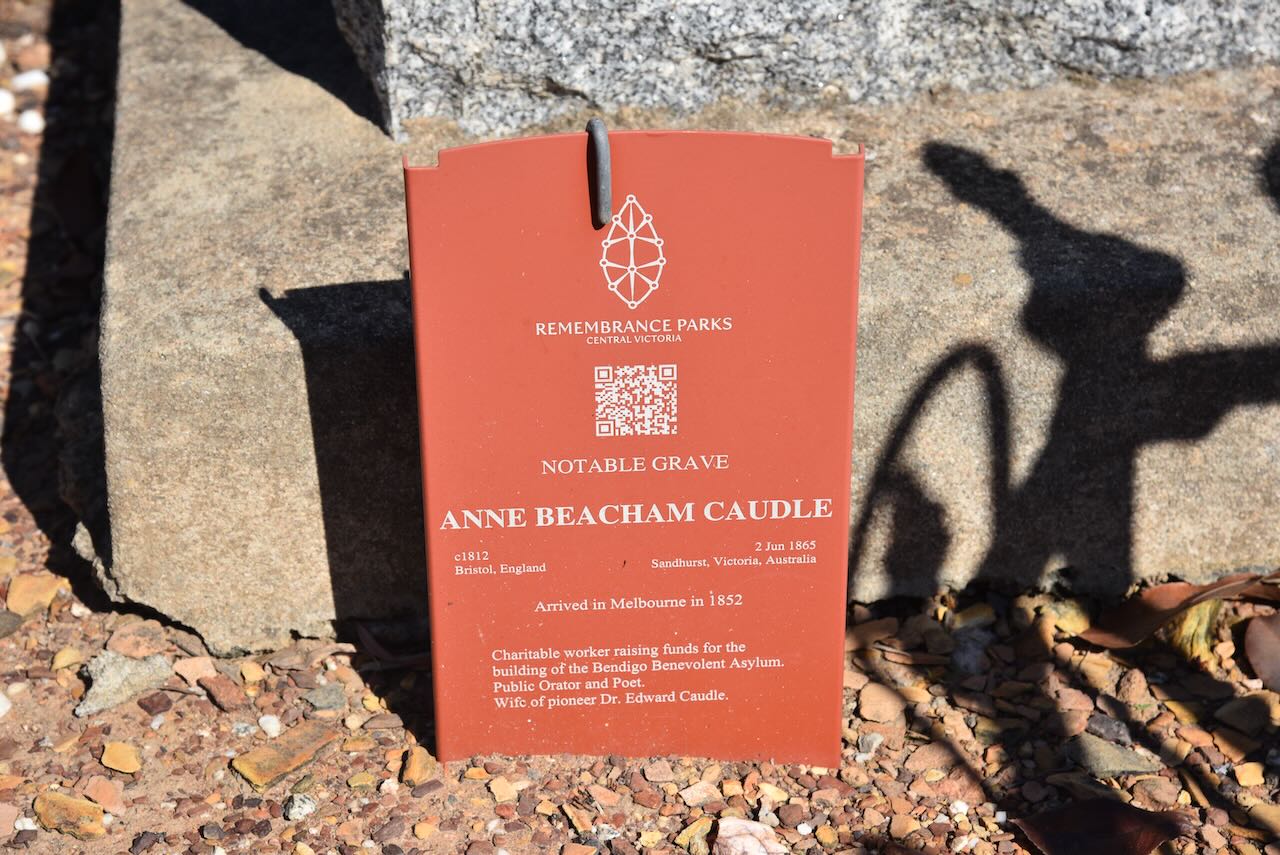 REMEMBRANCE PARKS
CENTRAL VICTORIA
NOTABLE GRAVE
ANNE BEACHAM CAUDLE
c1812
Bristol, England
2 Jun 1865
Sandhurst, Victoria, Australia
Arrived in Melbourne in 1852
Charitable worker raising funds for the
building of the Bendigo Benevolent Asylum.
Public Orator and Poet.
Wife of pioneer Dr. Edward Caudle.